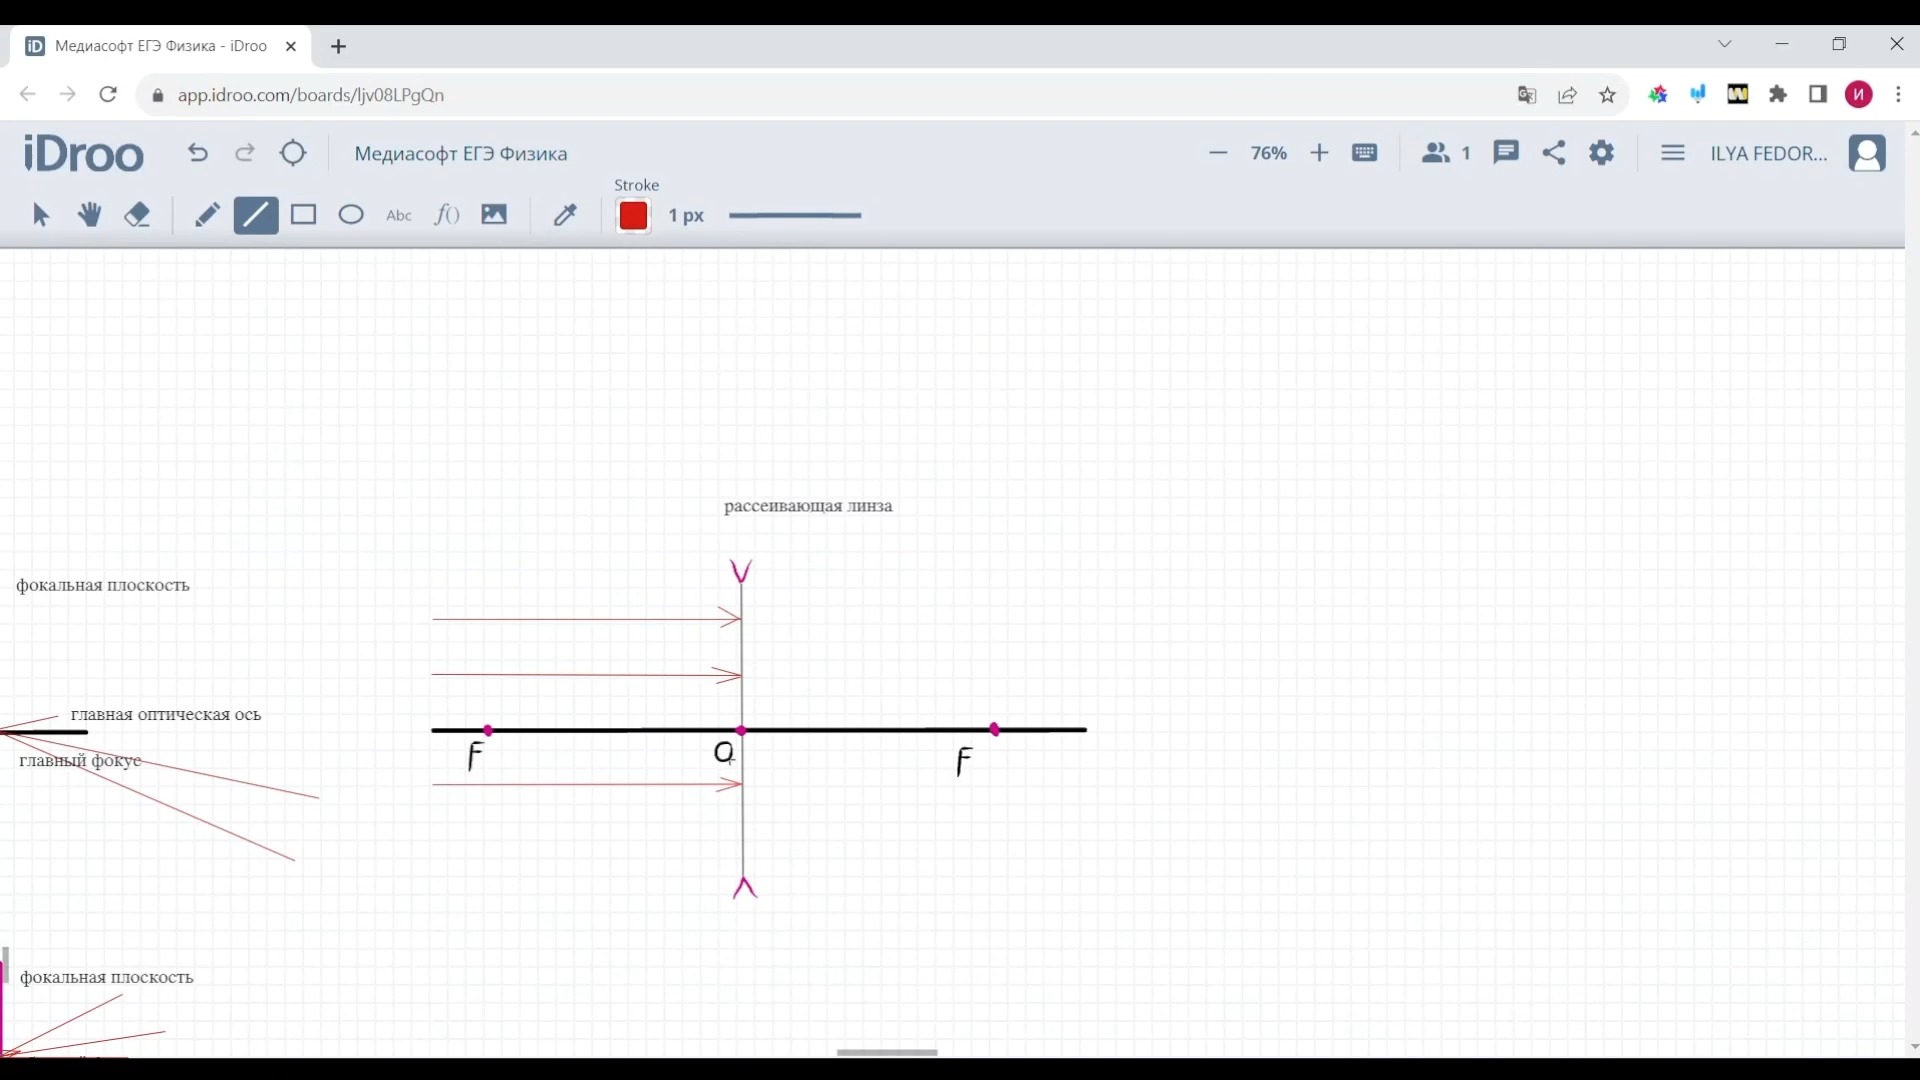 Медиасофт ЕГЭ Физика - iDroo
app.idroo.com/boards/ljv08LPgQn
iDroo
Медиасофт ЕГЭ Физика
76%
1
ILYA FEDOR...
Abc
f()
Stroke
1 px
рассеивающая линза
фокальная плоскость
главная оптическая ось
F
O
F
главный фокус
фокальная плоскость